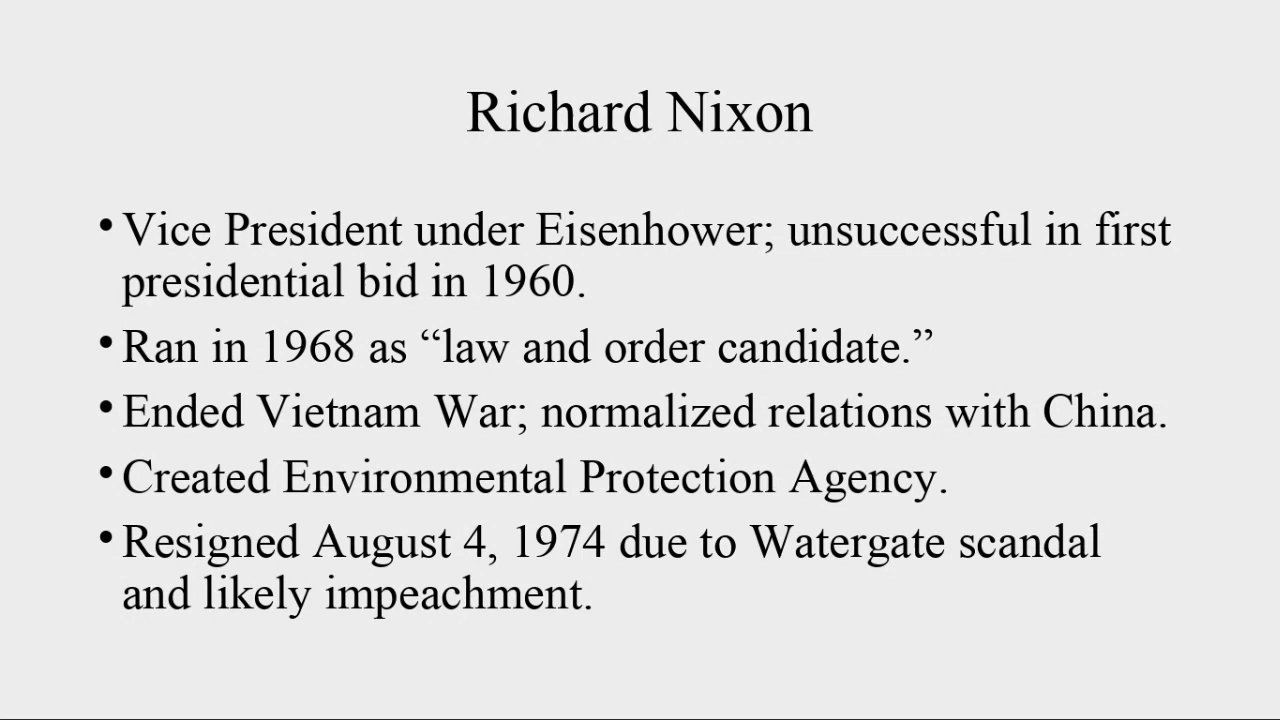 Richard Nixon
• Vice President under Eisenhower; unsuccessful in first
presidential bid in 1960.
• Ran in 1968 as “law and order candidate.”
• Ended Vietnam War; normalized relations with China.
• Created Environmental Protection Agency.
• Resigned August 4, 1974 due to Watergate scandal
and likely impeachment.